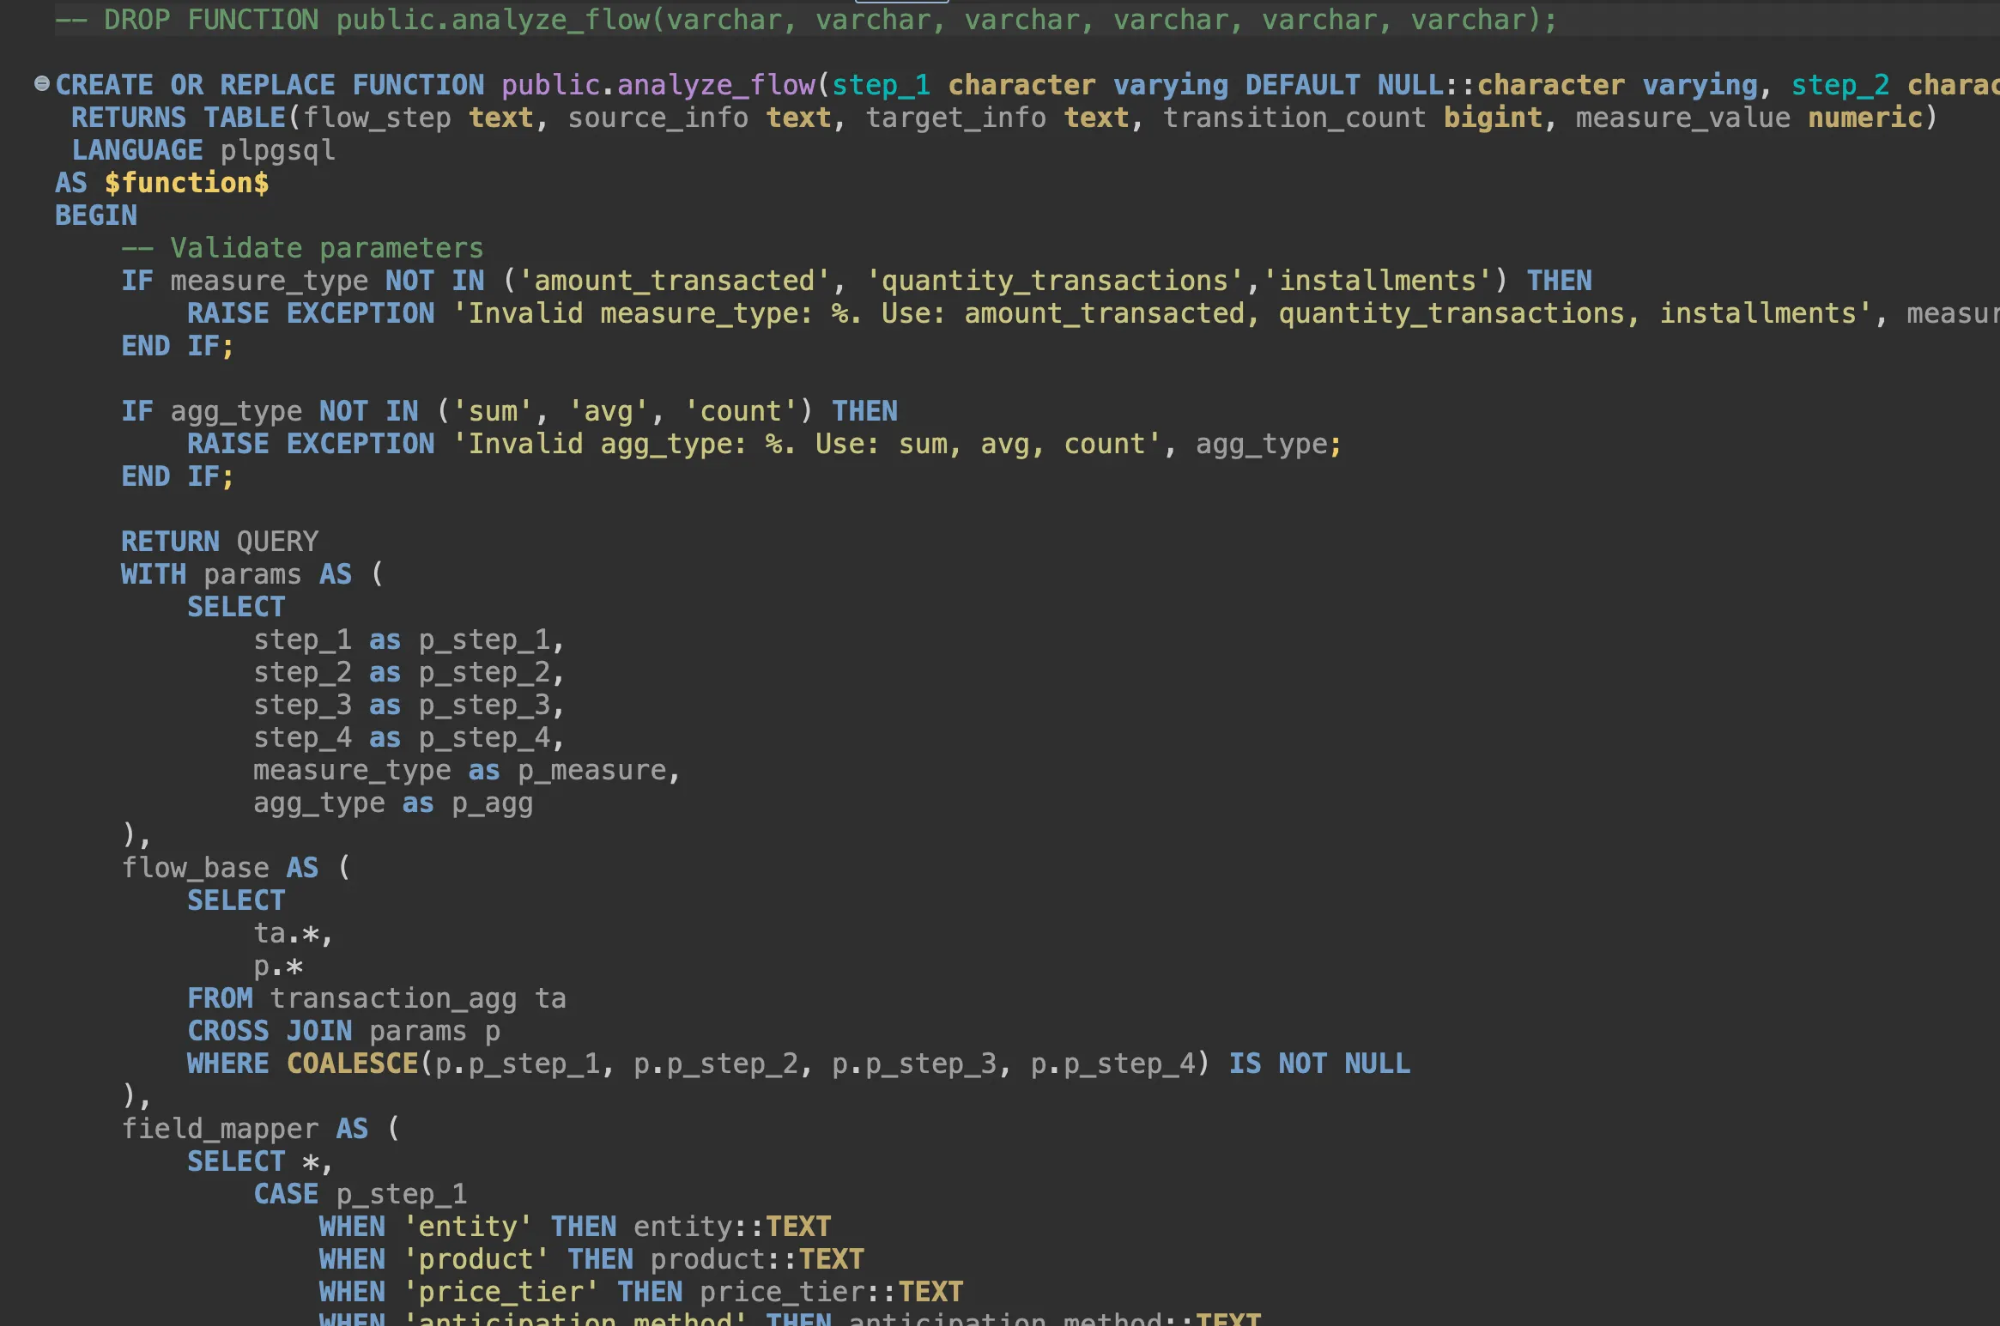 -- DROP FUNCTION public.analyze_flow(varchar, varchar, varchar, varchar, varchar, varchar);
CREATE OR REPLACE FUNCTION public.analyze_flow(step_1 character varying DEFAULT NULL::character varying, step_2 charac
RETURNS TABLE(flow_step text, source_info text, target_info text, transition_count bigint, measure_value numeric)
LANGUAGE plpgsql
AS $function$
BEGIN
-- Validate parameters
IF measure_type NOT IN ('amount_transacted', 'quantity_transactions','installments') THEN
RAISE EXCEPTION 'Invalid measure_type: %. Use: amount_transacted, quantity_transactions, installments', measur
END IF;
IF agg_type NOT IN ('sum', 'avg', 'count') THEN
RAISE EXCEPTION 'Invalid agg_type: %. Use: sum, avg, count', agg_type;
END IF;
RETURN QUERY
WITH params AS (
SELECT
step_1 as p_step_1,
step_2 as p_step_2,
step_3 as p_step_3,
step_4 as p_step_4,
measure_type as p_measure,
agg_type as p_agg
),
flow_base AS (
SELECT
ta.*,
p.*
FROM transaction_agg ta
CROSS JOIN params p
WHERE COALESCE(p.p_step_1, p.p_step_2, p.p_step_3, p.p_step_4) IS NOT NULL
),
field_mapper AS (
SELECT *,
CASE p_step_1
WHEN 'entity' THEN entity::TEXT
WHEN 'product' THEN product::TEXT
WHEN 'price_tier' THEN price_tier::TEXT
WHEN 'anticipation_method' THEN anticipation_method::TEXT